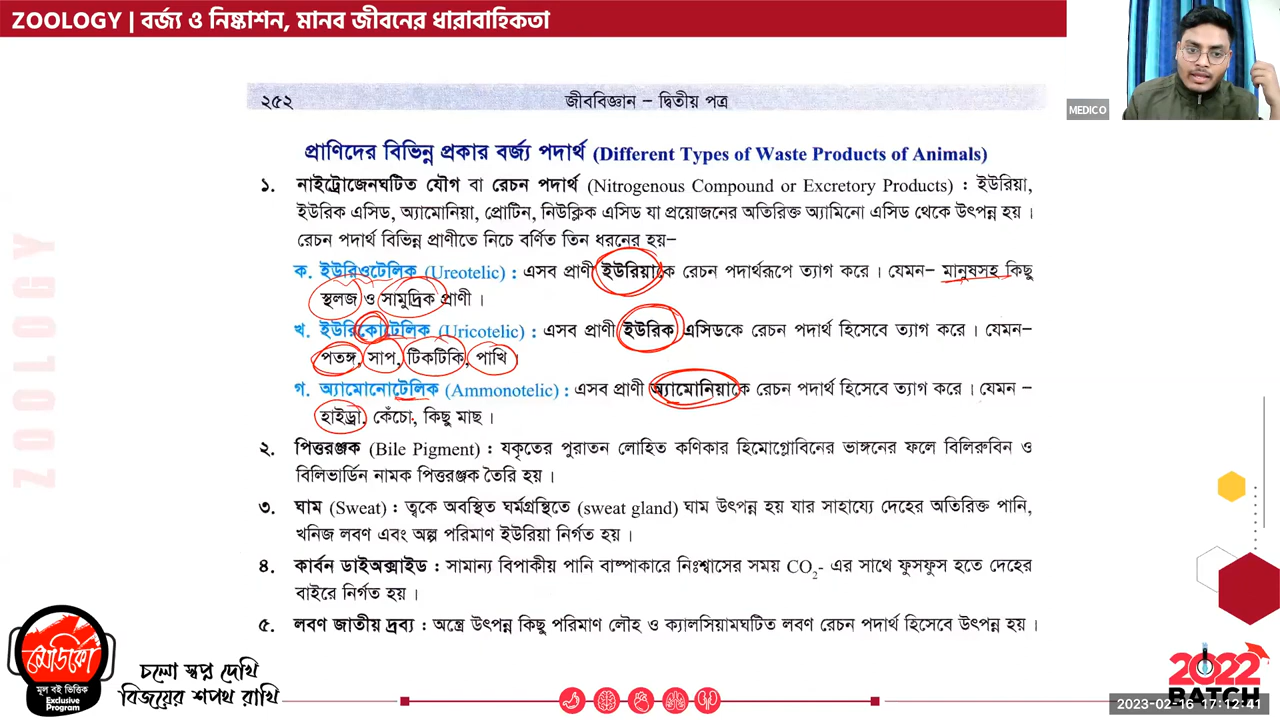 ZOOLOGY | বর্জ্য ও নিষ্কাশন, মানব জীবনের ধারাবাহিকতা
MEDICO
২৫২
জীববিজ্ঞান – দ্বিতীয় পত্র
প্রাণিদের বিভিন্ন প্রকার বর্জ্য পদার্থ (Different Types of Waste Products of Animals)
১. নাইট্রোজেনঘটিত যৌগ বা রেচন পদার্থ (Nitrogenous Compound or Excretory Products) : ইউরিয়া,
ইউরিক এসিড, অ্যামোনিয়া, প্রোটিন, নিউক্লিক এসিড যা প্রয়োজনের অতিরিক্ত অ্যামিনো এসিড থেকে উৎপন্ন হয়।
রেচন পদার্থ বিভিন্ন প্রাণীতে নিচে বর্ণিত তিন ধরনের হয়–
ক. ইউরিওটেলিক (Ureotelic) : এসব প্রাণী ইউরিয়াকে রেচন পদার্থরূপে ত্যাগ করে। যেমন– মানুষসহ কিছু
স্থলজ ও সামুদ্রিক প্রাণী।
খ. ইউরিকোটেলিক (Uricotelic) : এসব প্রাণী ইউরিক এসিডকে রেচন পদার্থ হিসেবে ত্যাগ করে। যেমন–
পতঙ্গ, সাপ, টিকটিকি, পাখি।
গ. অ্যামোনোটেলিক (Ammonotelic) : এসব প্রাণী অ্যামোনিয়াকে রেচন পদার্থ হিসেবে ত্যাগ করে। যেমন –
হাইড্রা, কেঁচো, কিছু মাছ।
২. পিত্তরঞ্জক (Bile Pigment) : যকৃতের পুরাতন লোহিত কণিকার হিমোগ্লোবিনের ভাঙ্গনের ফলে বিলিরুবিন ও
বিলিভার্ডিন নামক পিত্তরঞ্জক তৈরি হয়।
৩. ঘাম (Sweat) : ত্বকে অবস্থিত ঘর্মগ্রন্থিতে (sweat gland) ঘাম উৎপন্ন হয় যার সাহায্যে দেহের অতিরিক্ত পানি,
খনিজ লবণ এবং অল্প পরিমাণ ইউরিয়া নির্গত হয়।
৪. কার্বন ডাইঅক্সাইড : সামান্য বিপাকীয় পানি বাষ্পাকারে নিঃশ্বাসের সময় CO₂- এর সাথে ফুসফুস হতে দেহের
বাইরে নির্গত হয়।
৫. লবণ জাতীয় দ্রব্য : অন্ত্রে উৎপন্ন কিছু পরিমাণ লৌহ ও ক্যালসিয়ামঘটিত লবণ রেচন পদার্থ হিসেবে উৎপন্ন হয়।
ZOOLOGY
মেডিকো
মূল বই ভিত্তিক
Exclusive
Program
চলো স্বপ্ন দেখি
বিজয়ের শপথ রাখি
2022
BATCH
2023-02-16 17:12:41